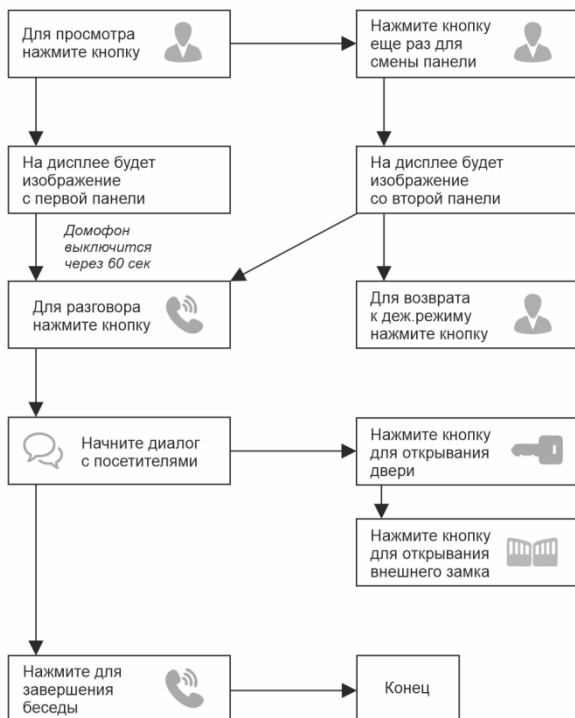 Для просмотра
нажмите кнопку
Нажмите кнопку
еще раз для
смены панели
На дисплее будет
изображение
с первой панели
На дисплее будет
изображение
со второй панели
Домофон
выключится
через 60 сек
Для разговора
нажмите кнопку
Для возврата
к деж.режиму
нажмите кнопку
Начните диалог
с посетителями
Нажмите кнопку
для открывания
двери
Нажмите кнопку
для открывания
внешнего замка
Нажмите для
завершения
беседы
Конец